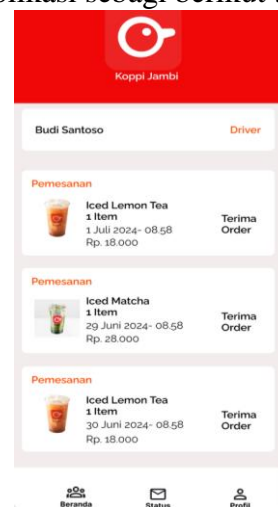 Koppi Jambi
Budi Santoso Driver
Pemesanan
Iced Lemon Tea
1 Item
1 Juli 2024- 08.58
Rp. 18.000
Terima
Order
Pemesanan
Iced Matcha
1 Item
29 Juni 2024- 08.58
Rp. 28.000
Terima
Order
Pemesanan
Iced Lemon Tea
1 Item
30 Juni 2024- 08.58
Rp. 18.000
Terima
Order
Beranda Status Profil